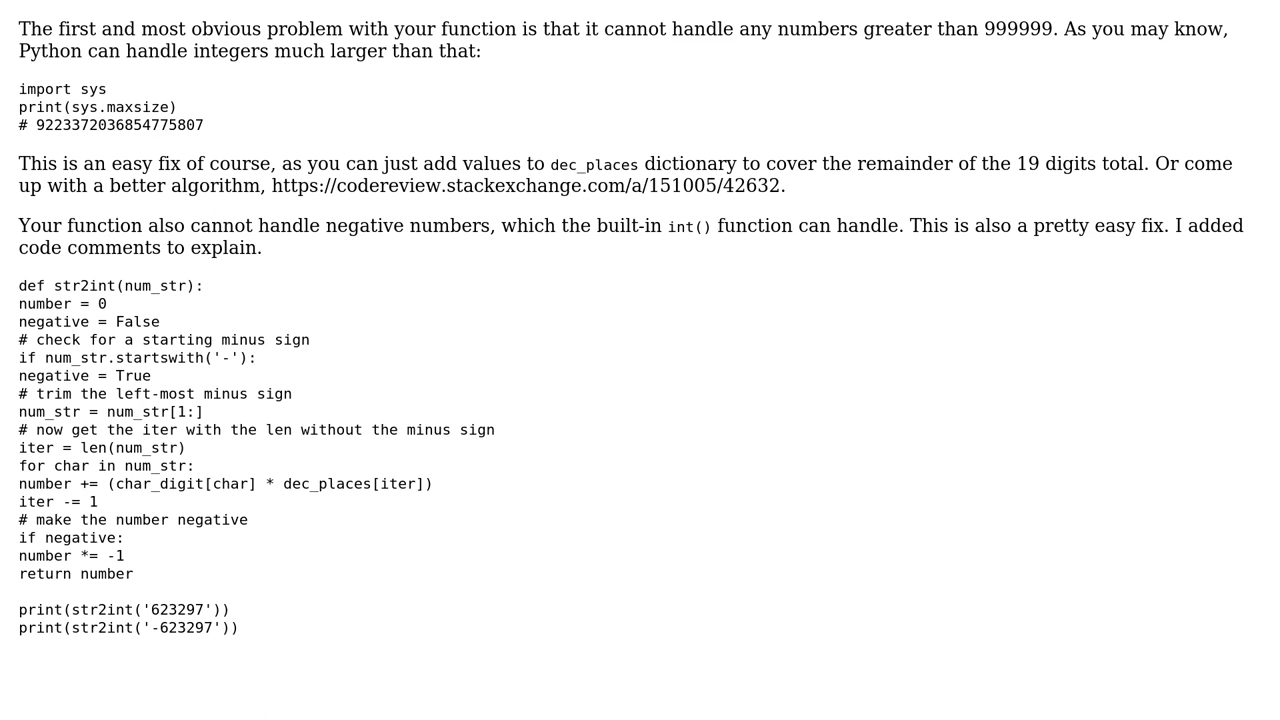 The first and most obvious problem with your function is that it cannot handle any numbers greater than 999999. As you may know,
Python can handle integers much larger than that:
import sys
print(sys.maxsize)
# 9223372036854775807
This is an easy fix of course, as you can just add values to dec_places dictionary to cover the remainder of the 19 digits total. Or come
up with a better algorithm, https://codereview.stackexchange.com/a/151005/42632.
Your function also cannot handle negative numbers, which the built-in int() function can handle. This is also a pretty easy fix. I added
code comments to explain.
def str2int(num_str):
number = 0
negative = False
# check for a starting minus sign
if num_str.startswith('-'):
negative = True
# trim the left-most minus sign
num_str = num_str[1:]
# now get the iter with the len without the minus sign
iter = len(num_str)
for char in num_str:
number += (char_digit[char] * dec_places[iter])
iter -= 1
# make the number negative
if negative:
number *= -1
return number
print(str2int('623297'))
print(str2int('-623297'))